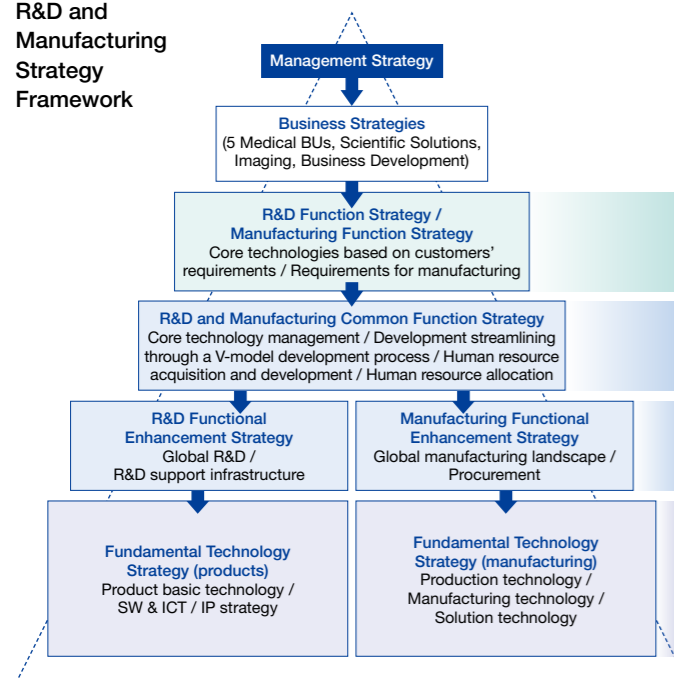 R&D and
Manufacturing
Strategy
Framework
Management Strategy
Business Strategies
(5 Medical BUs, Scientific Solutions,
Imaging, Business Development)
R&D Function Strategy /
Manufacturing Function Strategy
Core technologies based on customers’
requirements / Requirements for manufacturing
R&D and Manufacturing Common Function Strategy
Core technology management / Development streamlining
through a V-model development process / Human resource
acquisition and development / Human resource allocation
R&D Functional
Enhancement Strategy
Global R&D /
R&D support infrastructure
Manufacturing Functional
Enhancement Strategy
Global manufacturing landscape /
Procurement
Fundamental Technology
Strategy (products)
Product basic technology /
SW & ICT / IP strategy
Fundamental Technology
Strategy (manufacturing)
Production technology /
Manufacturing technology /
Solution technology